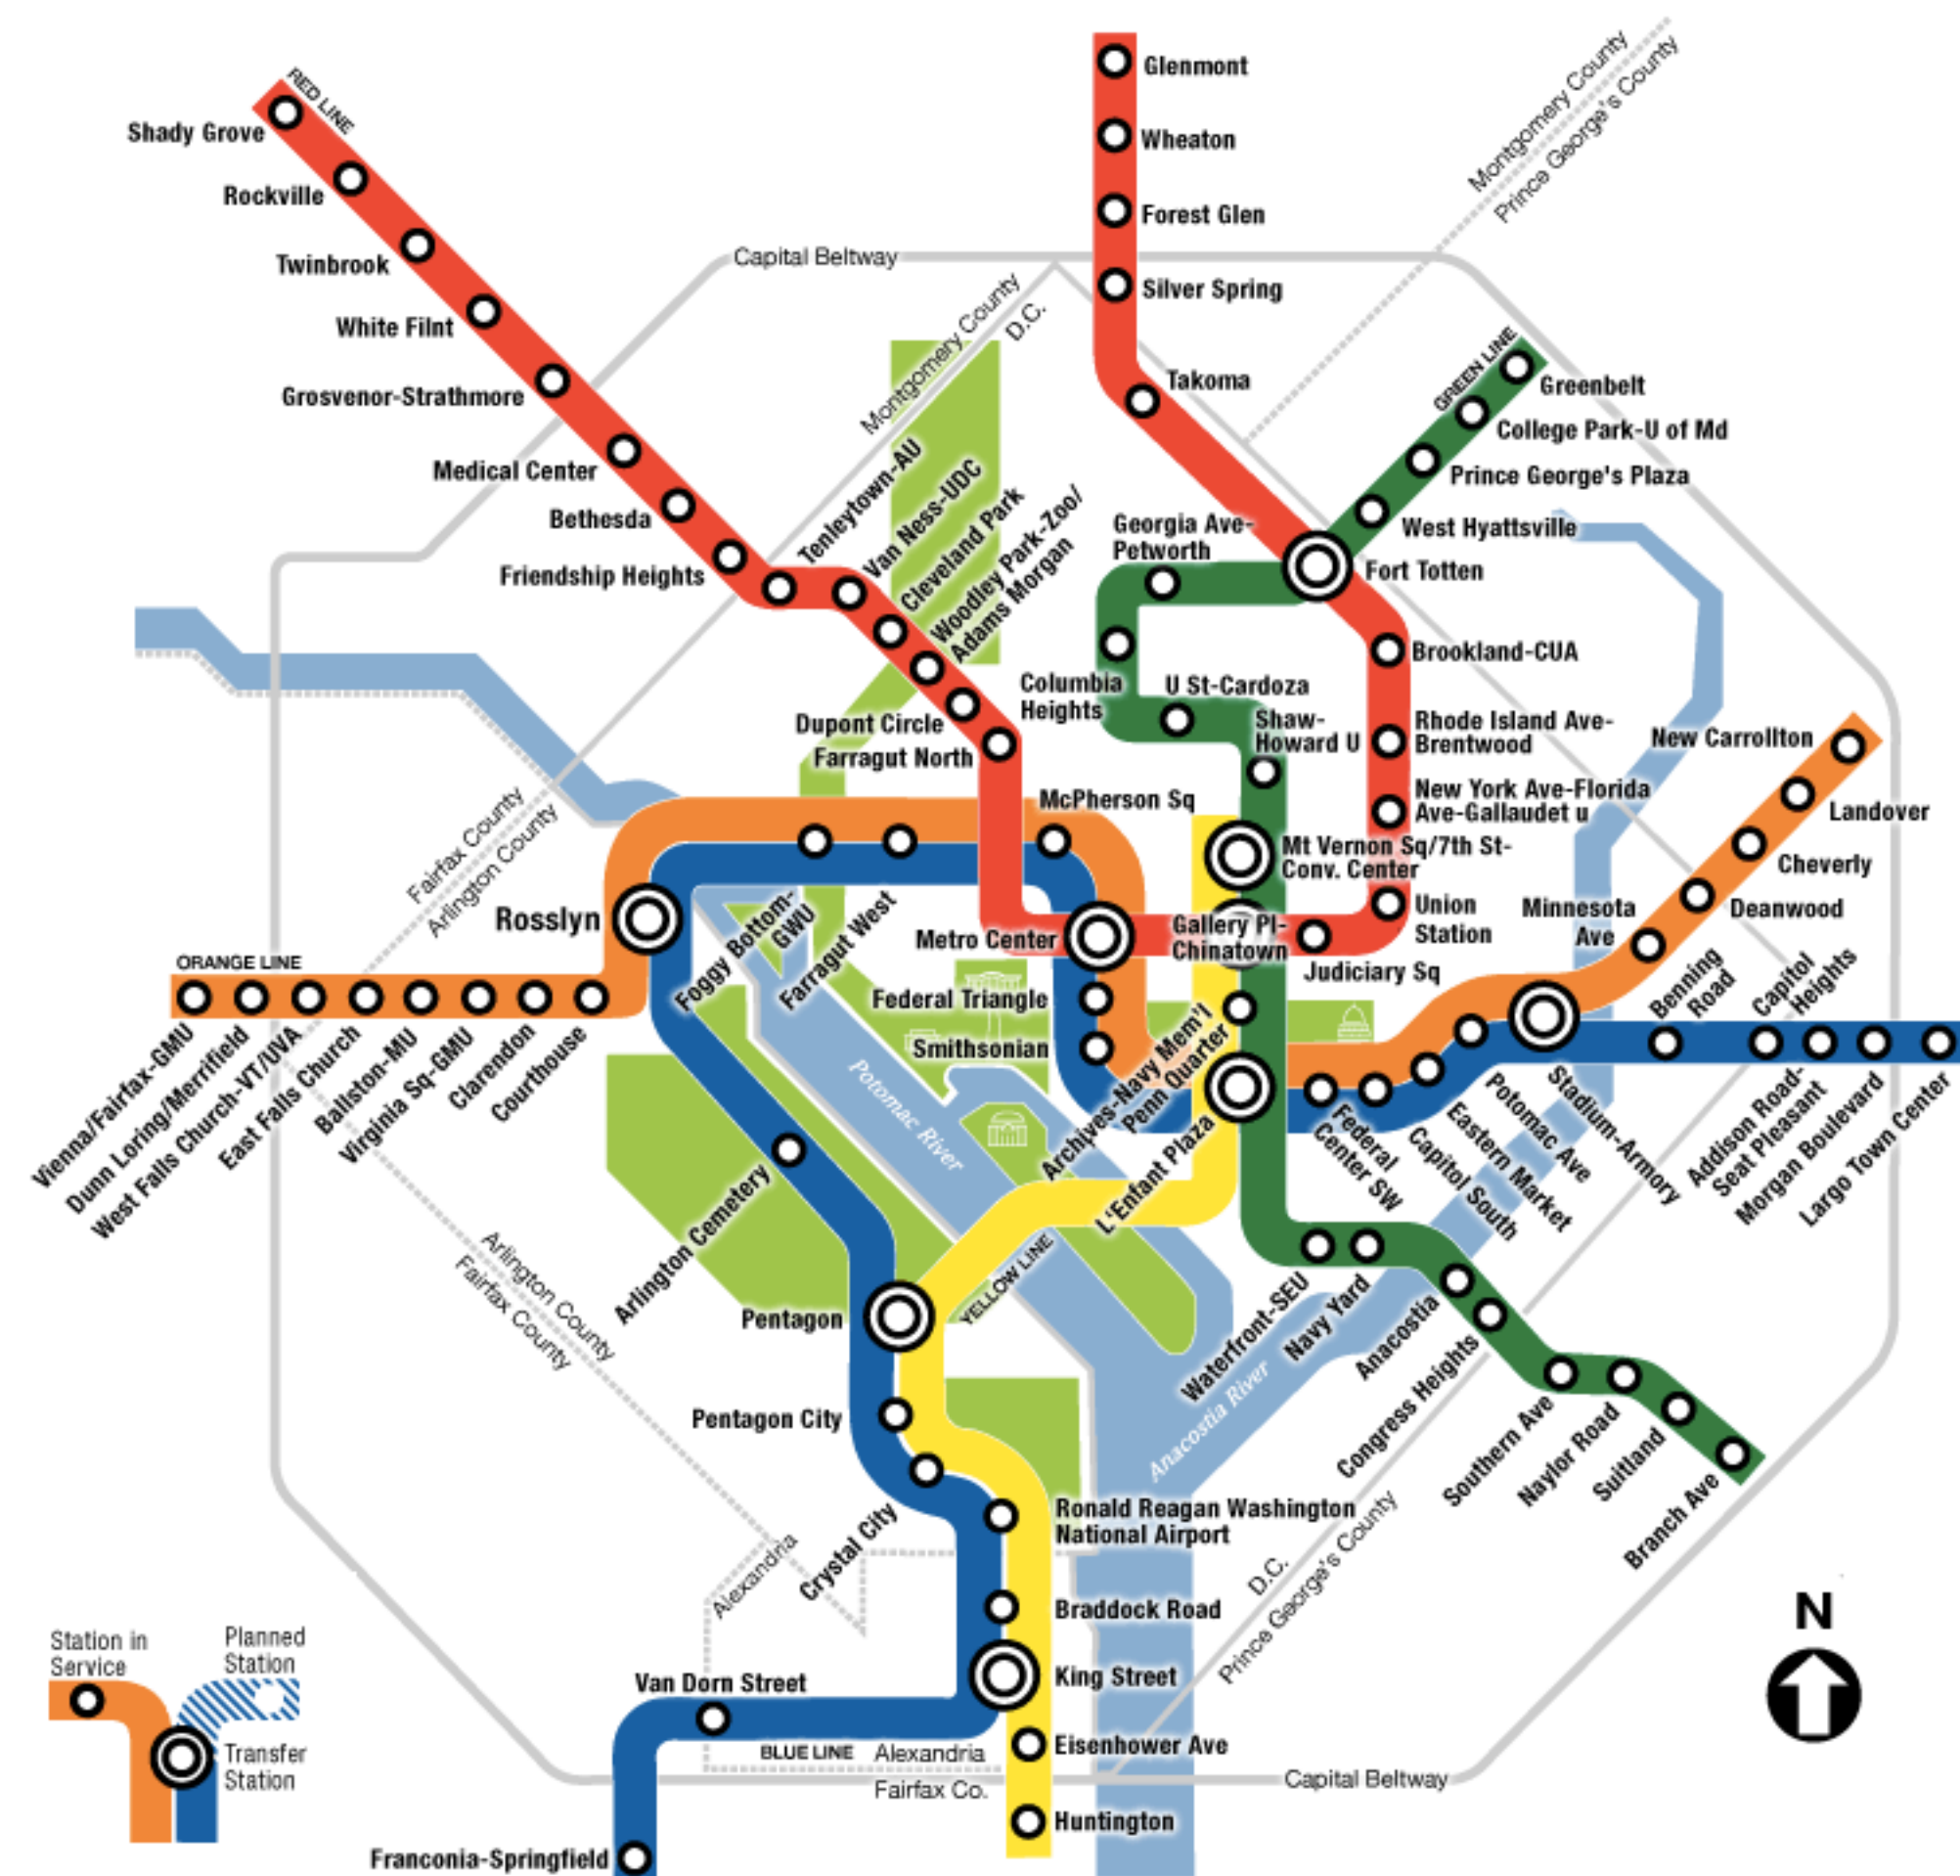 RED LINE
Shady Grove
Rockville
Twinbrook
White Filnt
Grosvenor-Strathmore
Medical Center
Bethesda
Friendship Heights
Tenleytown-AU
Van Ness-UDC
Cleveland Park
Woodley Park-Zoo/
Adams Morgan
Dupont Circle
Farragut North
Glenmont
Wheaton
Forest Glen
Silver Spring
Takoma
Capital Beltway
Montgomery County
D.C.
Montgomery County
Prince George's County
GREEN LINE
Greenbelt
College Park-U of Md
Prince George's Plaza
West Hyattsville
Fort Totten
Georgia Ave-
Petworth
Columbia
Heights
U St-Cardoza
Shaw-
Howard U
Brookland-CUA
Rhode Island Ave-
Brentwood
New York Ave-Florida
Ave-Gallaudet u
Mt Vernon Sq/7th St-
Conv. Center
Union
Station
Judiciary Sq
Gallery Pl-
Chinatown
Metro Center
McPherson Sq
New Carrollton
Landover
Cheverly
Deanwood
Minnesota
Ave
Benning
Road
Capitol
Heights
Addison Road-
Seat Pleasant
Morgan Boulevard
Largo Town Center
Stadium-Armory
Potomac Ave
Eastern Market
Capitol South
Federal
Center SW
Fairfax County
Arlington County
Rosslyn
ORANGE LINE
Vienna/Fairfax-GMU
Dunn Loring/Merrifield
West Falls Church-VT/UVA
East Falls Church
Ballston-MU
Virginia Sq-GMU
Clarendon
Courthouse
Foggy Bottom-
GWU
Farragut West
Federal Triangle
Smithsonian
Archives-Navy Mem'l
Penn Quarter
L'Enfant Plaza
Potomac River
Arlington Cemetery
Arlington County
Fairfax County
Pentagon
YELLOW LINE
Pentagon City
Crystal City
Waterfront-SEU
Navy Yard
Anacostia
Congress Heights
Southern Ave
Naylor Road
Suitland
Branch Ave
Anacostia River
Ronald Reagan Washington
National Airport
Braddock Road
King Street
Eisenhower Ave
Huntington
Alexandria
D.C.
Prince George's County
Van Dorn Street
BLUE LINE
Alexandria
Fairfax Co.
Capital Beltway
Franconia-Springfield
Station in
Service
Planned
Station
Transfer
Station
N